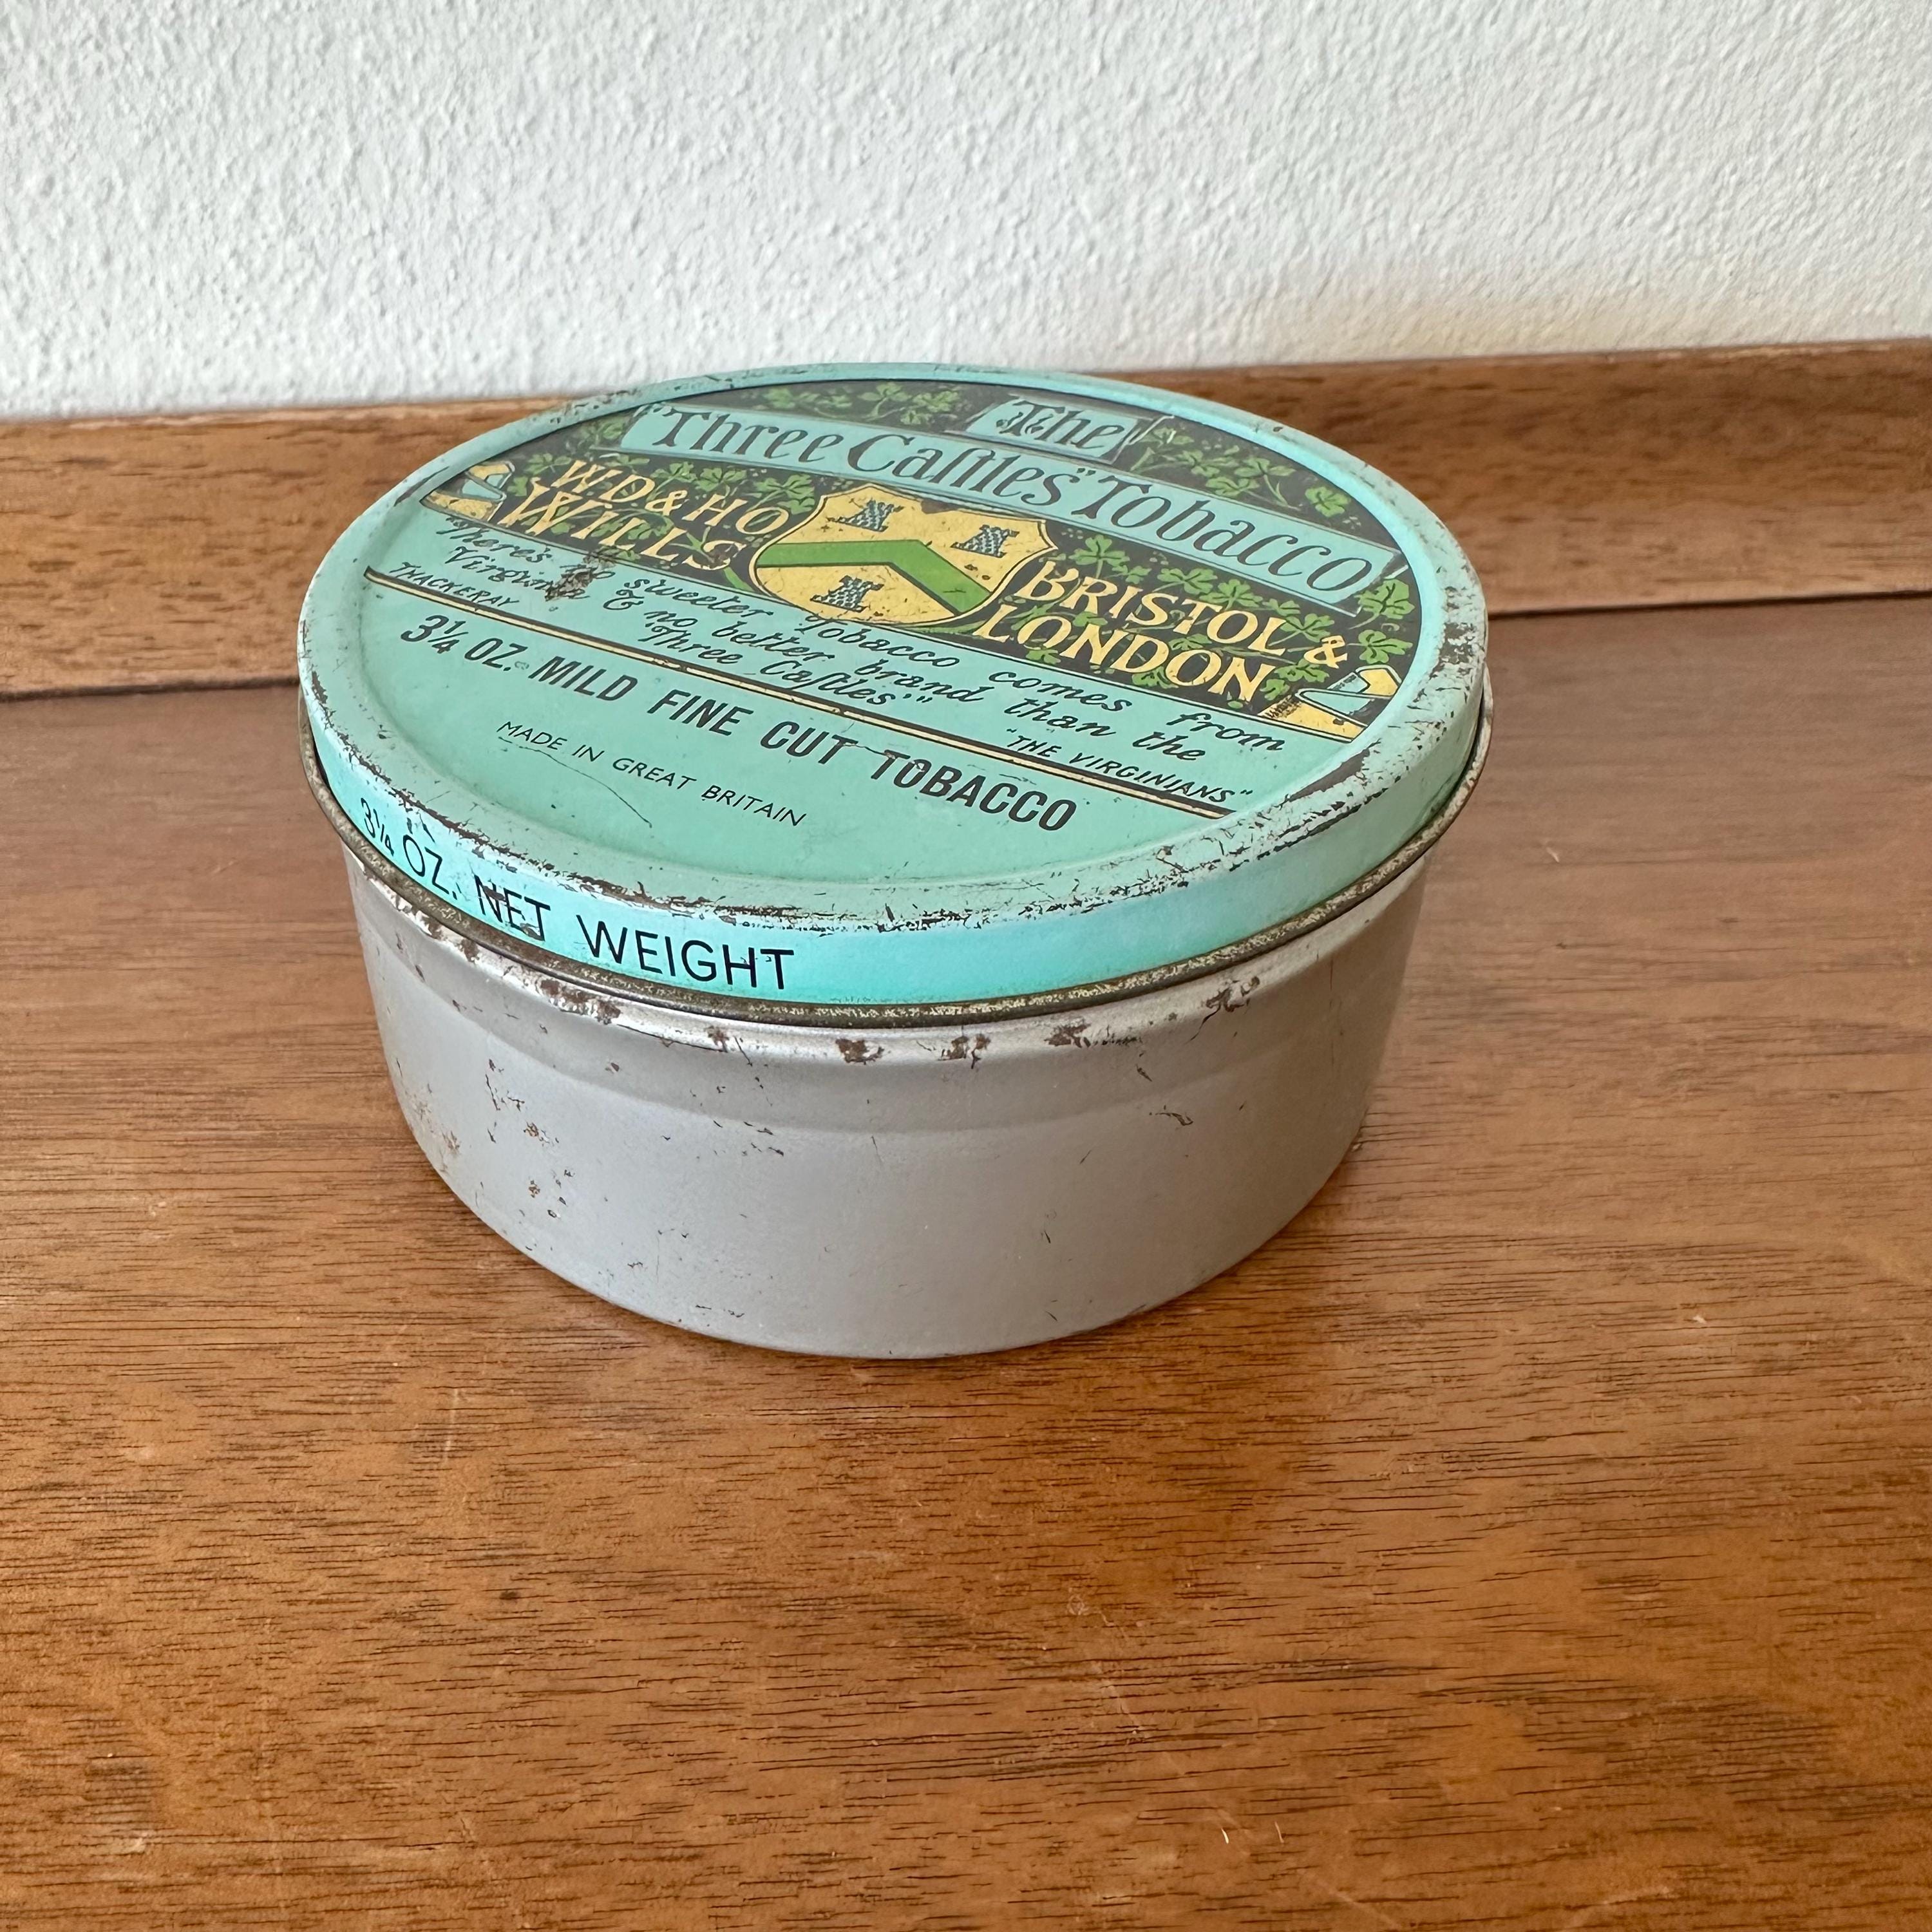 The
"Three Caſtles" Tobacco
WD & HO
WILLS
BRISTOL &
LONDON
"There's no sweeter Tobacco comes from
Virginia & no better brand than the
"Three Caſtles""
THACKERAY
"THE VIRGINIANS"
3¼ OZ. MILD FINE CUT TOBACCO
MADE IN GREAT BRITAIN
3¼ OZ. NET WEIGHT